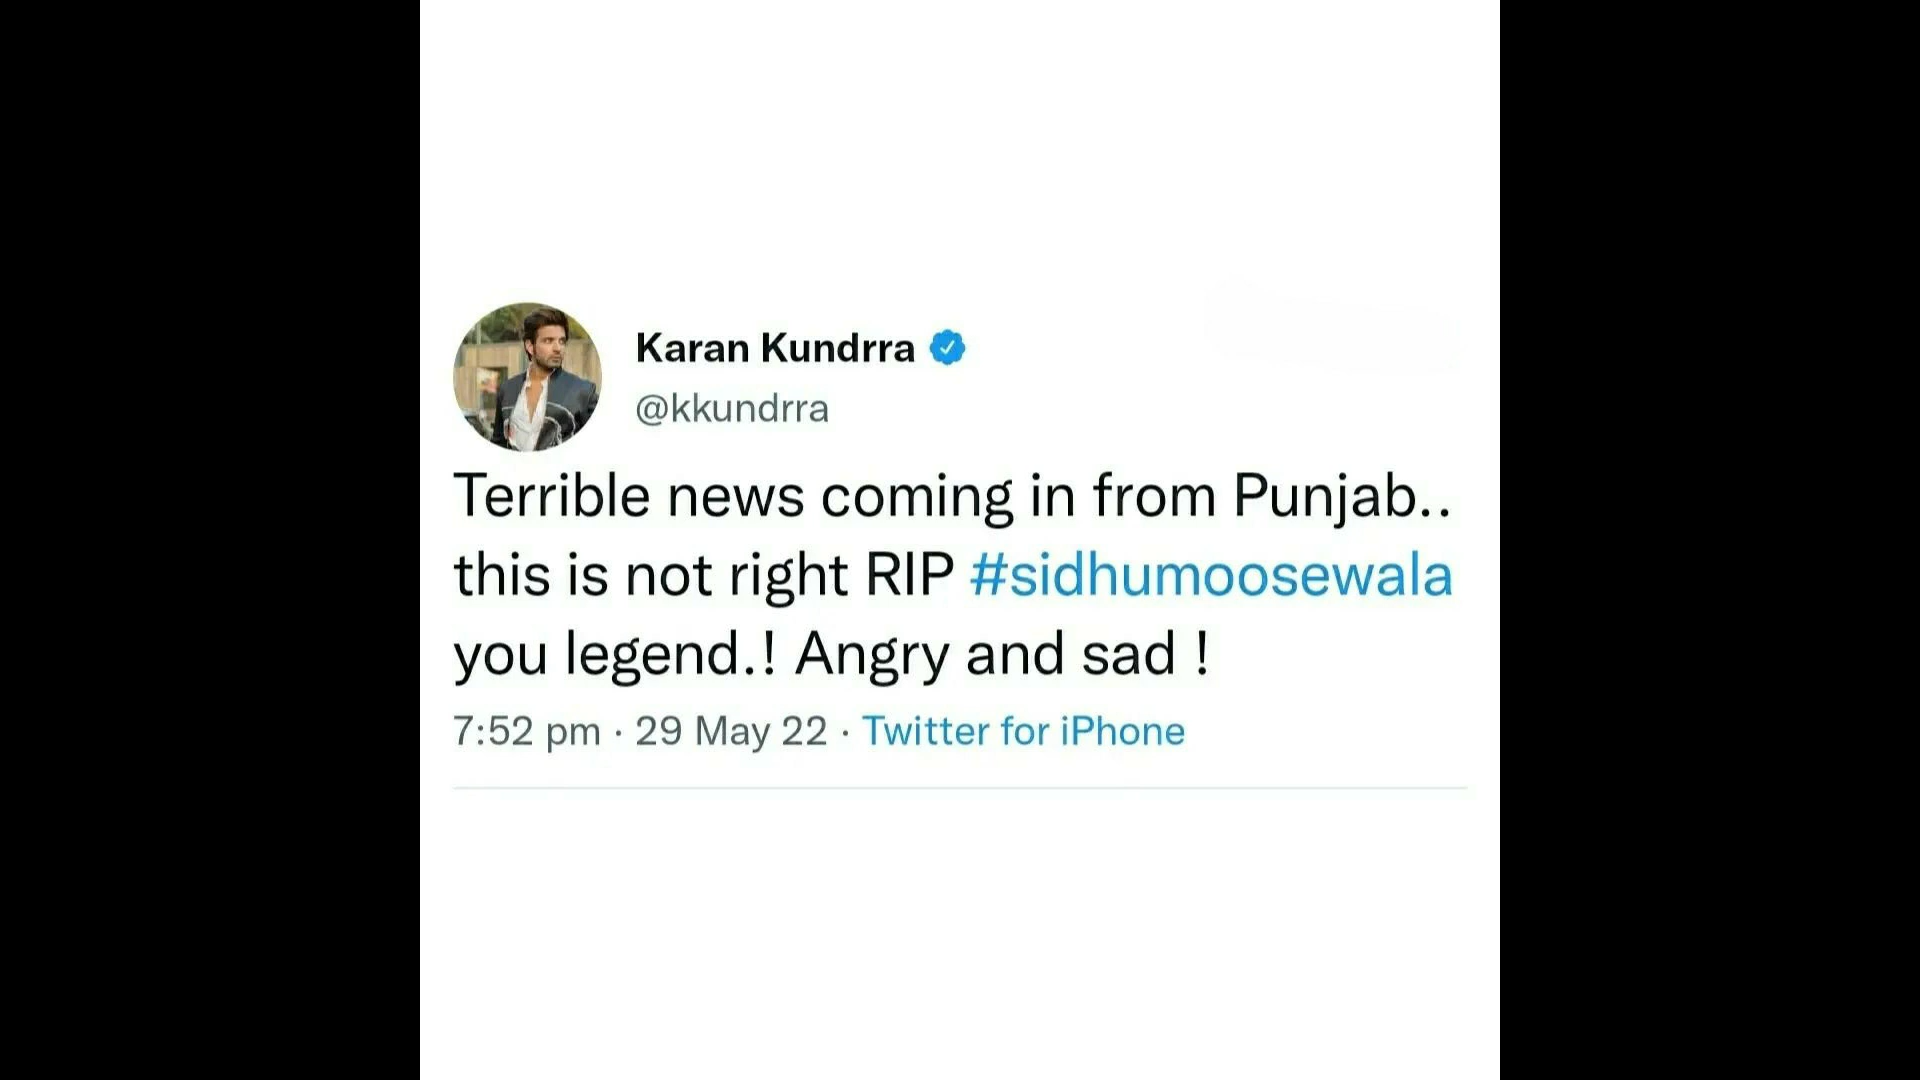 Karan Kundrra
@kkundrra
Terrible news coming in from Punjab..
this is not right RIP #sidhumoosewala
you legend.! Angry and sad !
7:52 pm · 29 May 22 · Twitter for iPhone